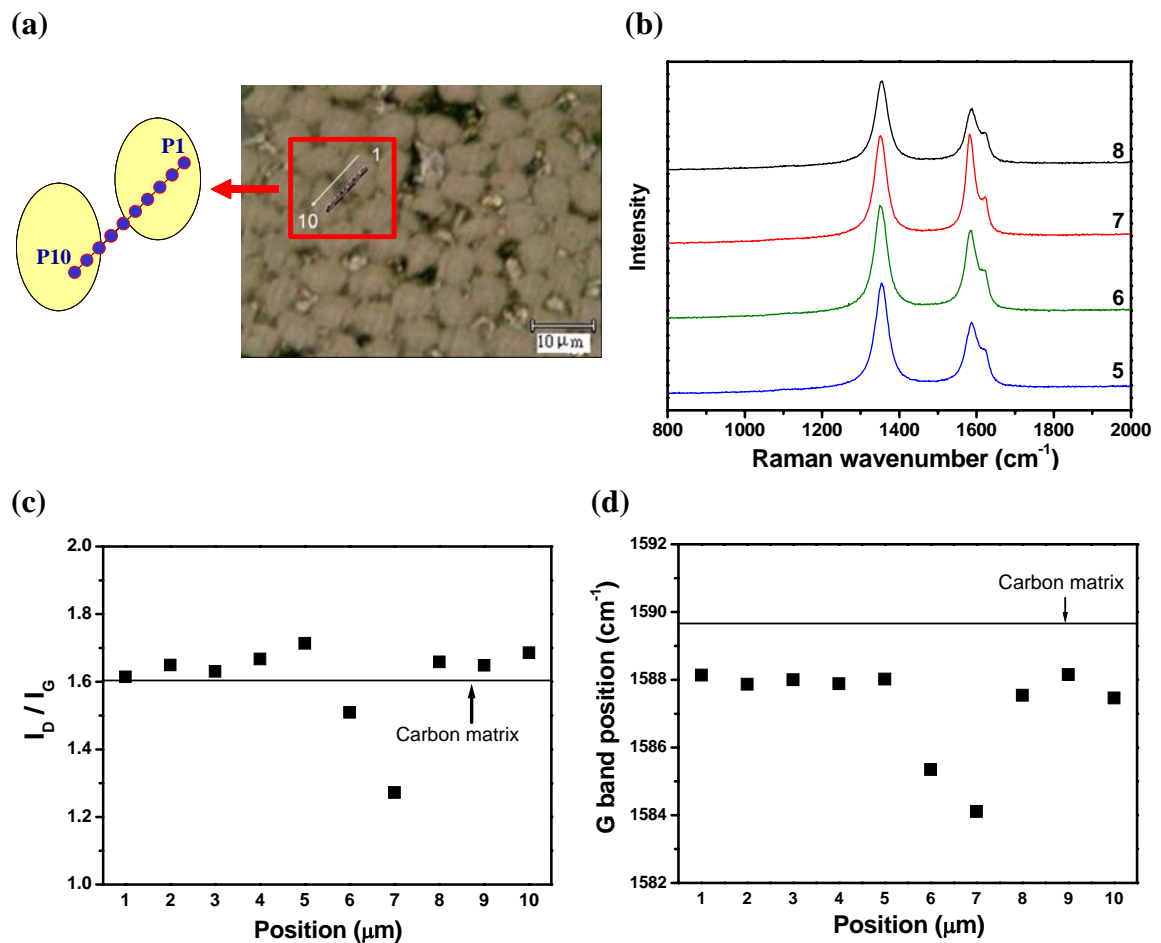 (a)
P1
P10
1
10
10 μm
(b)
Intensity
8
7
6
5
800 1000 1200 1400 1600 1800 2000
Raman wavenumber (cm⁻¹)
(c)
I_D / I_G
2.0
1.8
1.6
1.4
1.2
1.0
Carbon matrix
1 2 3 4 5 6 7 8 9 10
Position (μm)
(d)
G band position (cm⁻¹)
1592
1590
1588
1586
1584
1582
Carbon matrix
1 2 3 4 5 6 7 8 9 10
Position (μm)